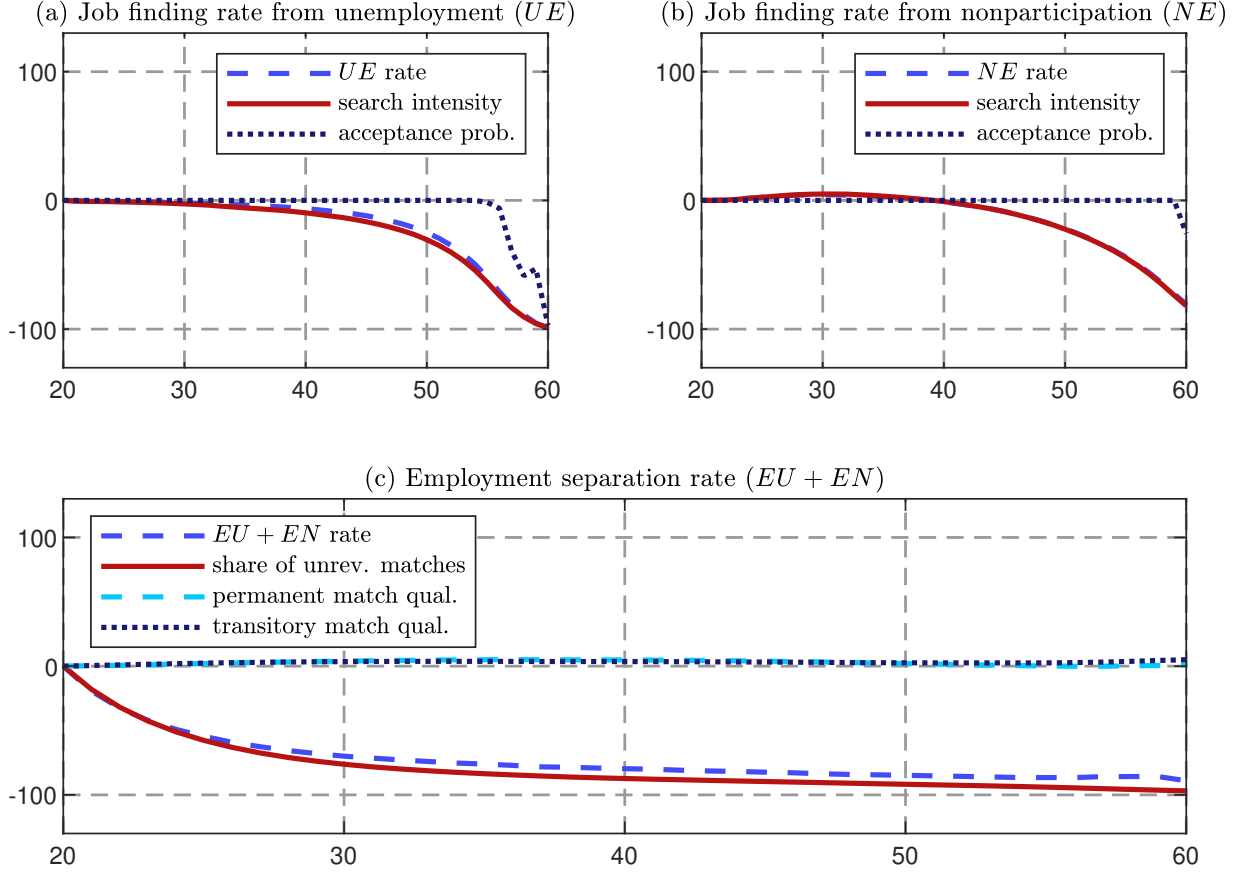 (a) Job finding rate from unemployment (UE)
100
0
-100
UE rate
search intensity
acceptance prob.
20 30 40 50 60
(b) Job finding rate from nonparticipation (NE)
100
0
-100
NE rate
search intensity
acceptance prob.
20 30 40 50 60
(c) Employment separation rate (EU + EN)
100
0
-100
EU + EN rate
share of unrev. matches
permanent match qual.
transitory match qual.
20 30 40 50 60